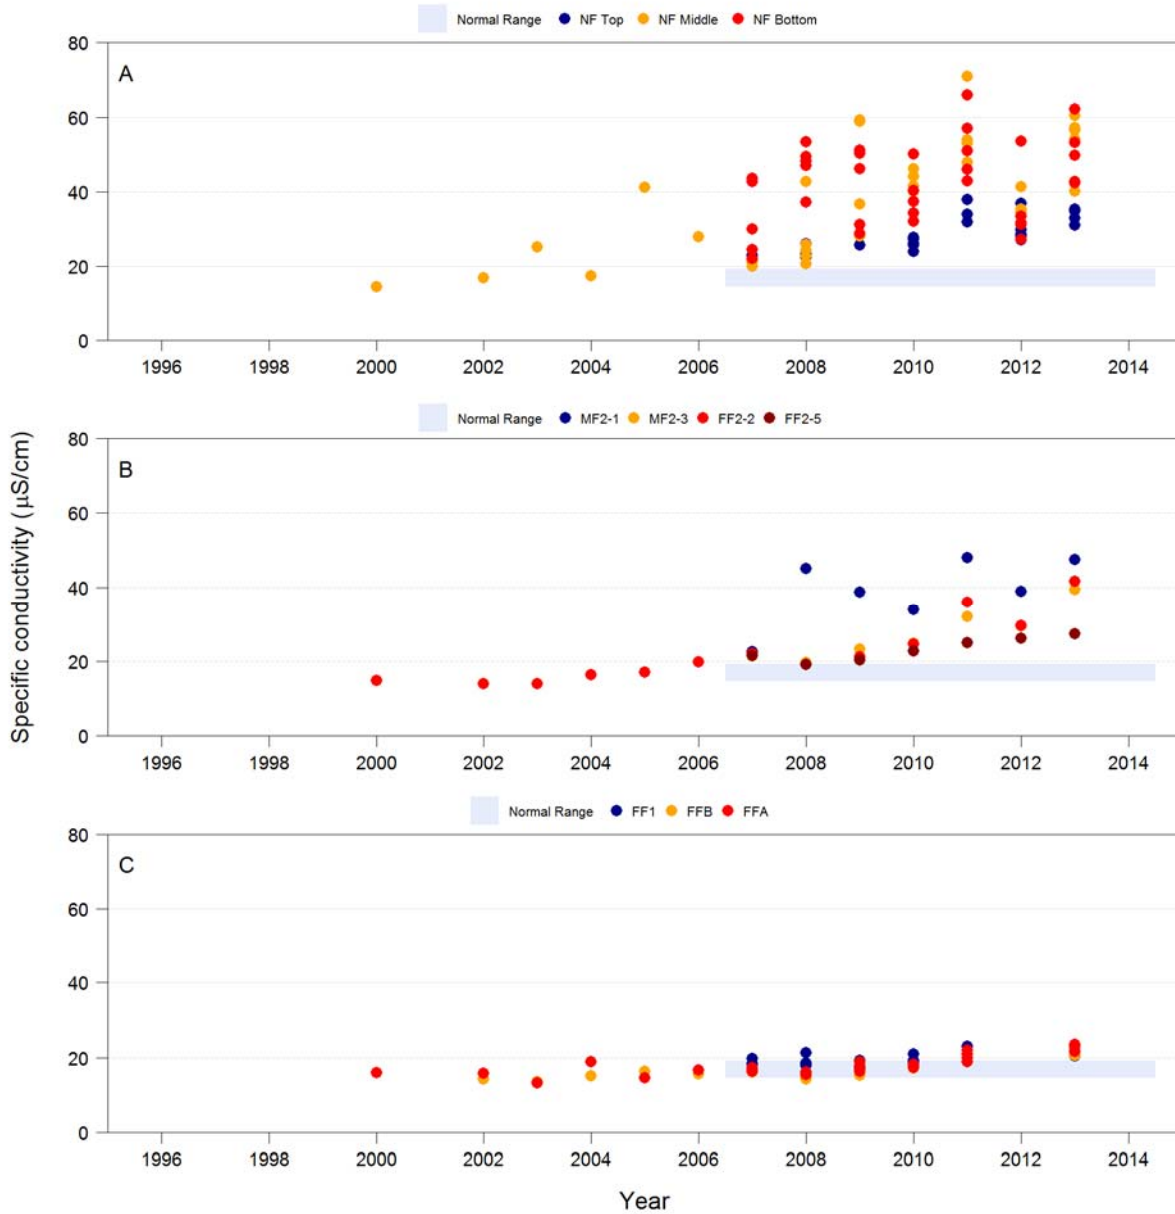 Normal Range NF Top NF Middle NF Bottom
A
80
60
40
20
0
1996 1998 2000 2002 2004 2006 2008 2010 2012 2014
Normal Range MF2-1 MF2-3 FF2-2 FF2-5
B
80
60
40
20
0
1996 1998 2000 2002 2004 2006 2008 2010 2012 2014
Specific conductivity (μS/cm)
Normal Range FF1 FFB FFA
C
80
60
40
20
0
1996 1998 2000 2002 2004 2006 2008 2010 2012 2014
Year